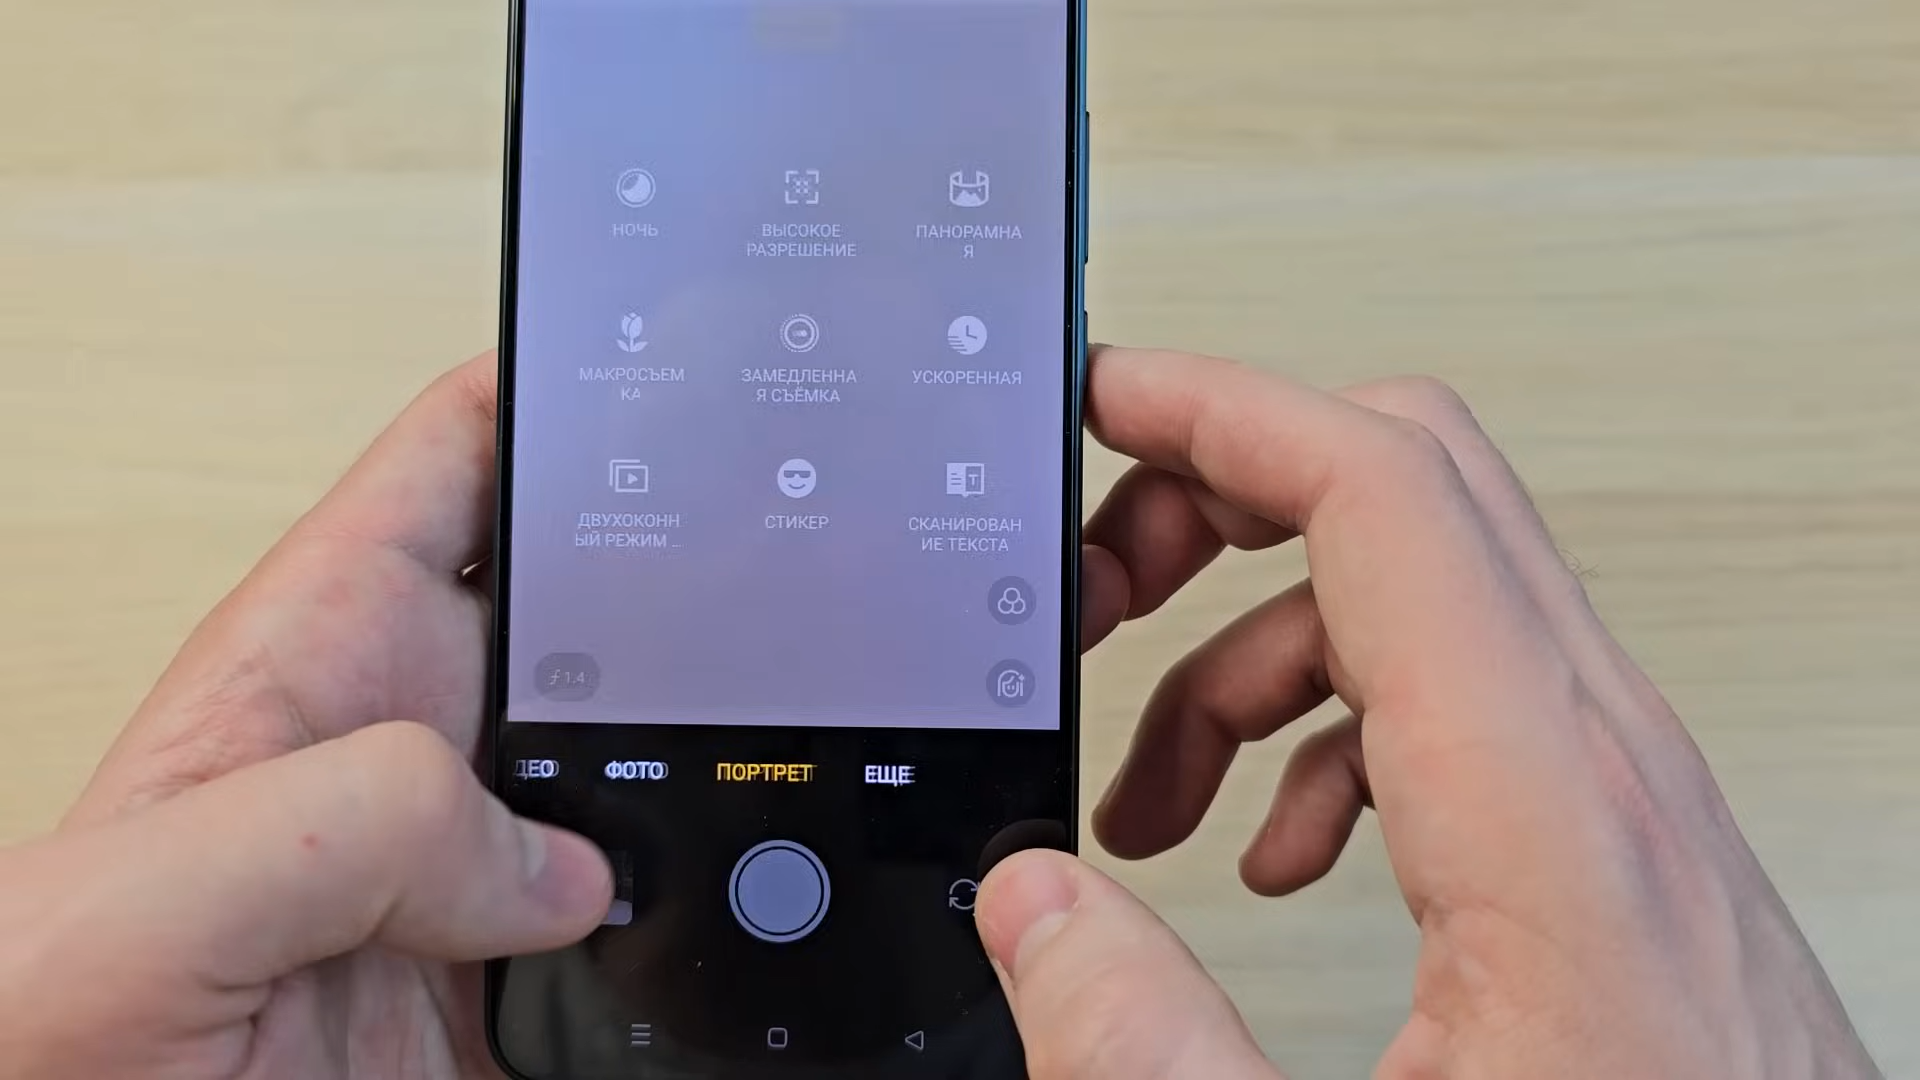 НОЧЬ
ВЫСОКОЕ
РАЗРЕШЕНИЕ
ПАНОРАМНА
Я
МАКРОСЪЕМ
КА
ЗАМЕДЛЕННА
Я СЪЁМКА
УСКОРЕННАЯ
ДВУХОКОНН
ЫЙ РЕЖИМ ...
СТИКЕР
СКАНИРОВАН
ИЕ ТЕКСТА
ƒ 1.4
ДЕО ФОТО ПОРТРЕТ ЕЩЕ